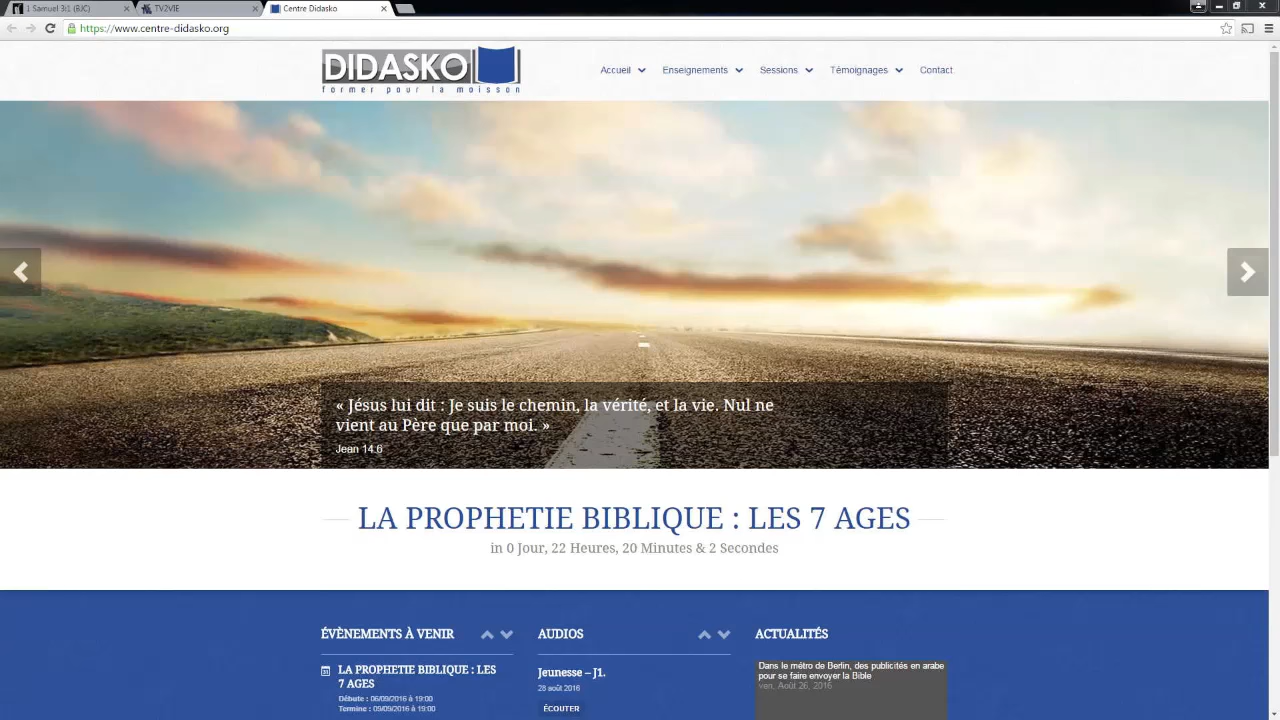 1 Samuel 3:1 (BJC)
TV2VIE
Centre Didasko
https://www.centre-didasko.org
DIDASKO
former pour la moisson
Accueil
Enseignements
Sessions
Témoignages
Contact
« Jésus lui dit : Je suis le chemin, la vérité, et la vie. Nul ne
vient au Père que par moi. »
Jean 14.6
LA PROPHETIE BIBLIQUE : LES 7 AGES
in 0 Jour, 22 Heures, 20 Minutes & 2 Secondes
ÉVÈNEMENTS À VENIR
LA PROPHETIE BIBLIQUE : LES
7 AGES
Débute : 06/09/2016 à 19:00
Termine : 09/09/2016 à 19:00
AUDIOS
Jeunesse – J1.
28 août 2016
ÉCOUTER
ACTUALITÉS
Dans le métro de Berlin, des publicités en arabe
pour se faire envoyer la Bible
ven. Août 26, 2016